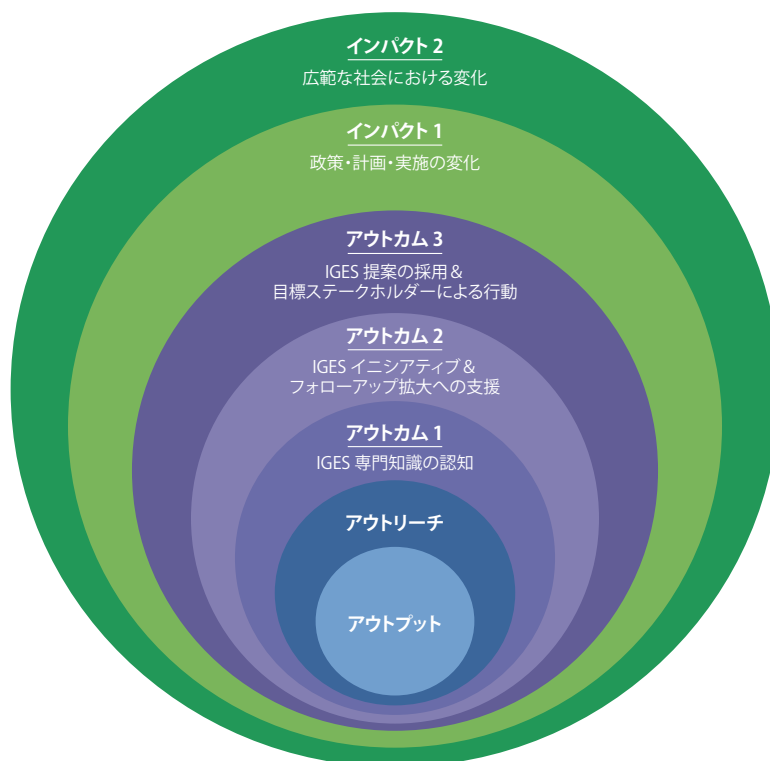 インパクト 2
広範な社会における変化
インパクト 1
政策・計画・実施の変化
アウトカム 3
IGES 提案の採用 &
目標ステークホルダーによる行動
アウトカム 2
IGES イニシアティブ &
フォローアップ拡大への支援
アウトカム 1
IGES 専門知識の認知
アウトリーチ
アウトプット